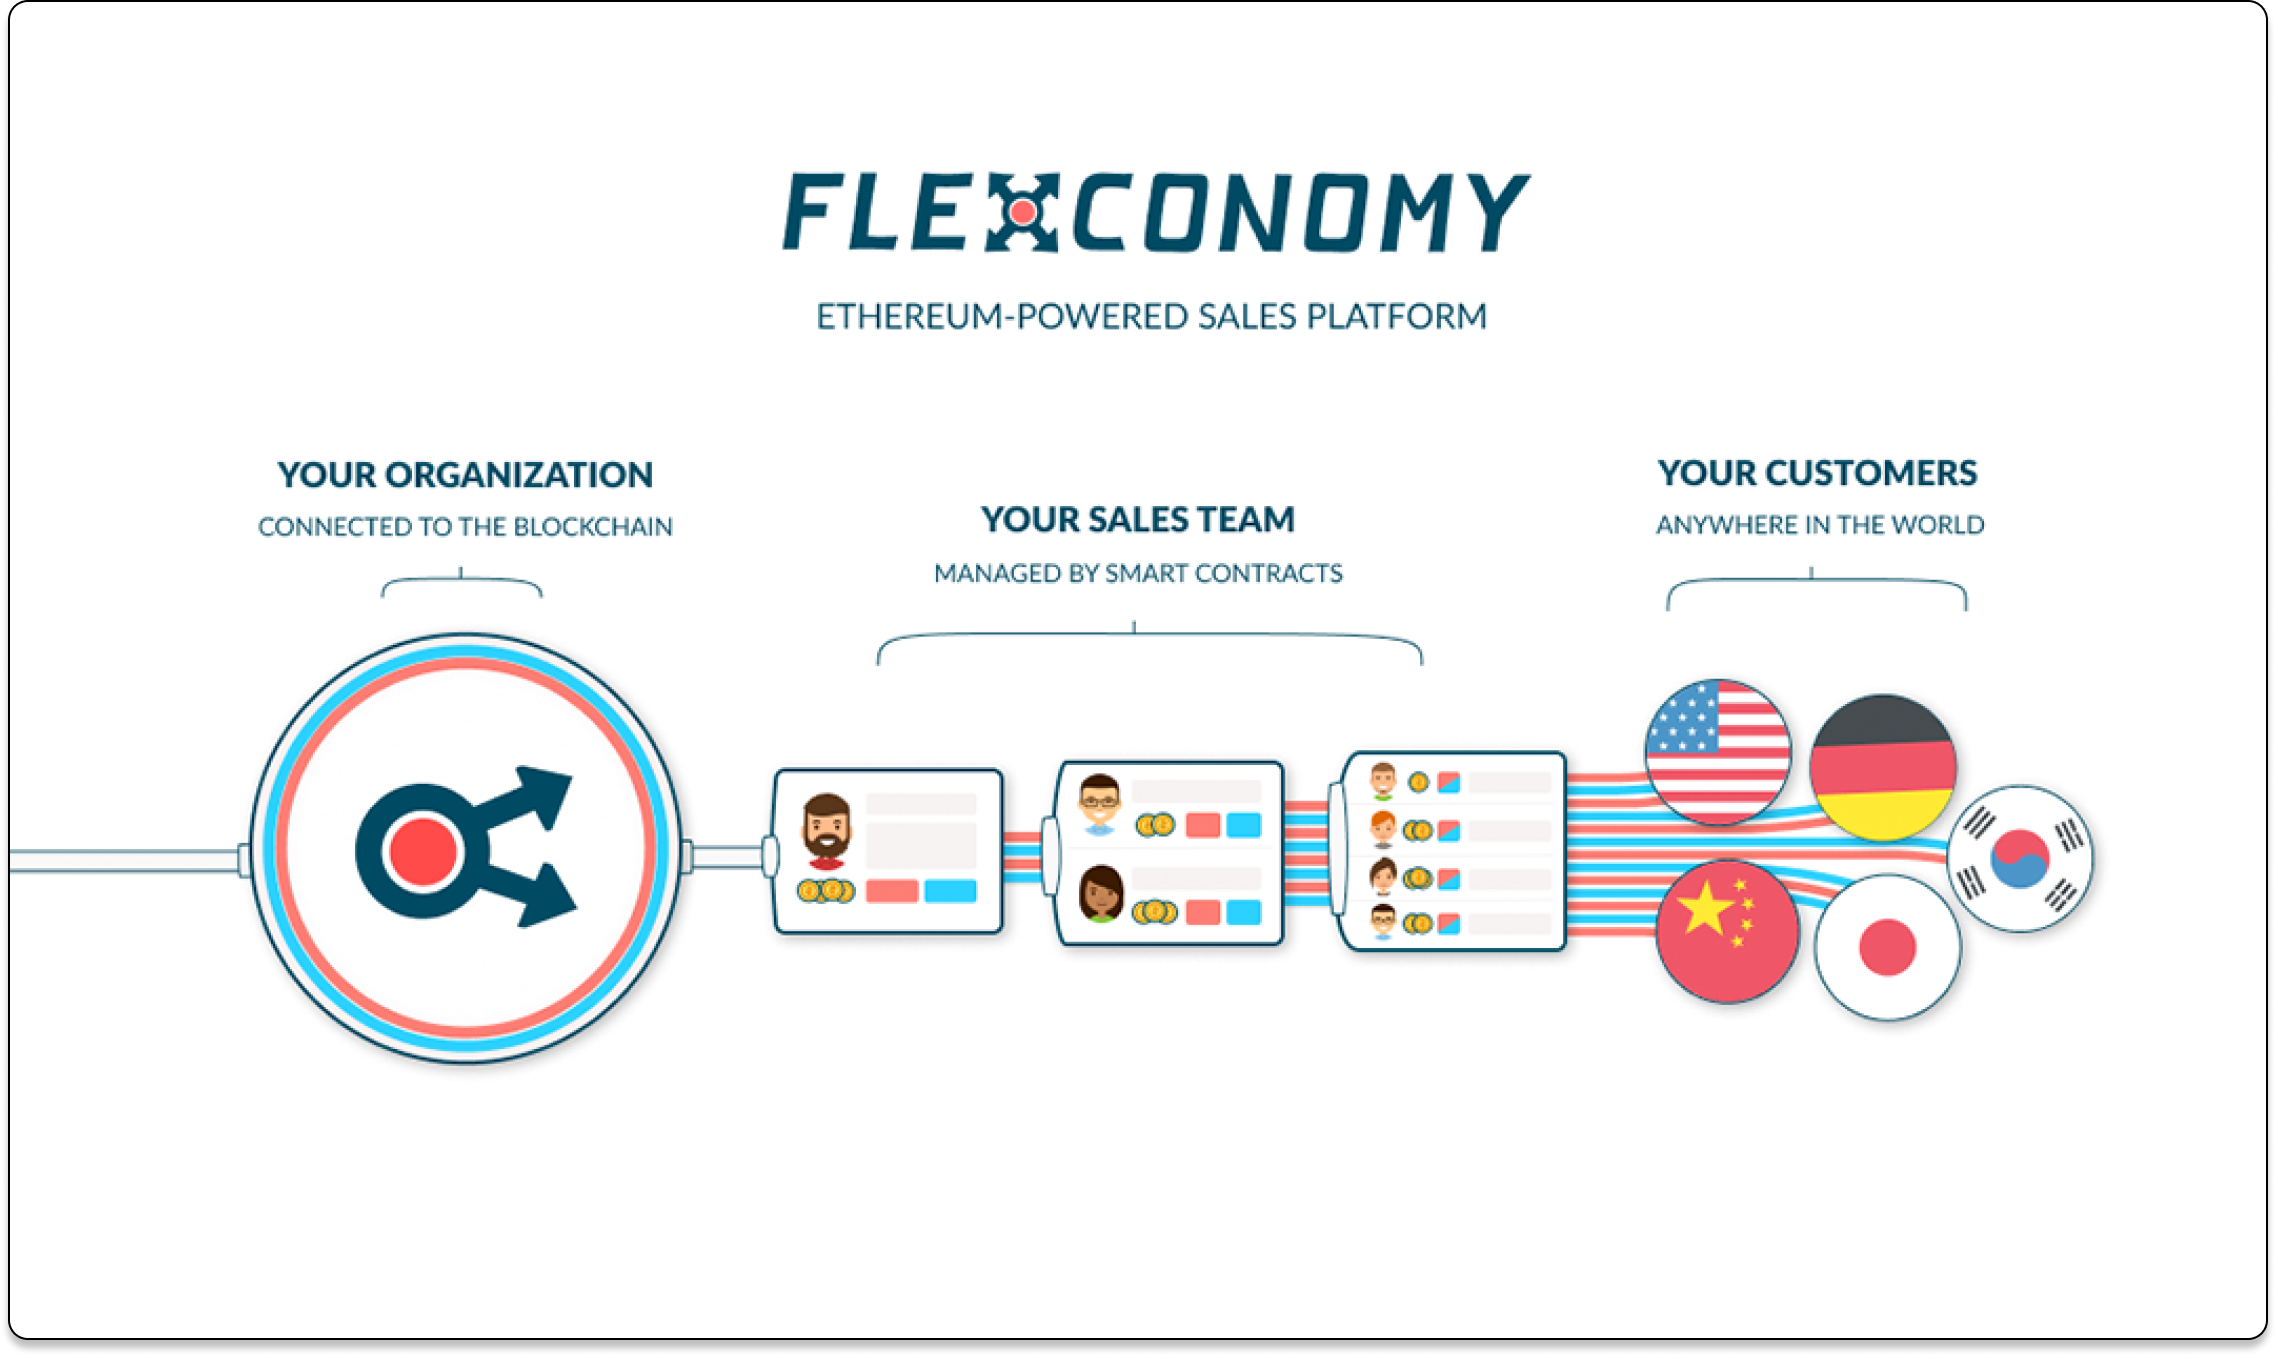 FLEXCONOMY
ETHEREUM-POWERED SALES PLATFORM
YOUR ORGANIZATION
CONNECTED TO THE BLOCKCHAIN
YOUR SALES TEAM
MANAGED BY SMART CONTRACTS
YOUR CUSTOMERS
ANYWHERE IN THE WORLD